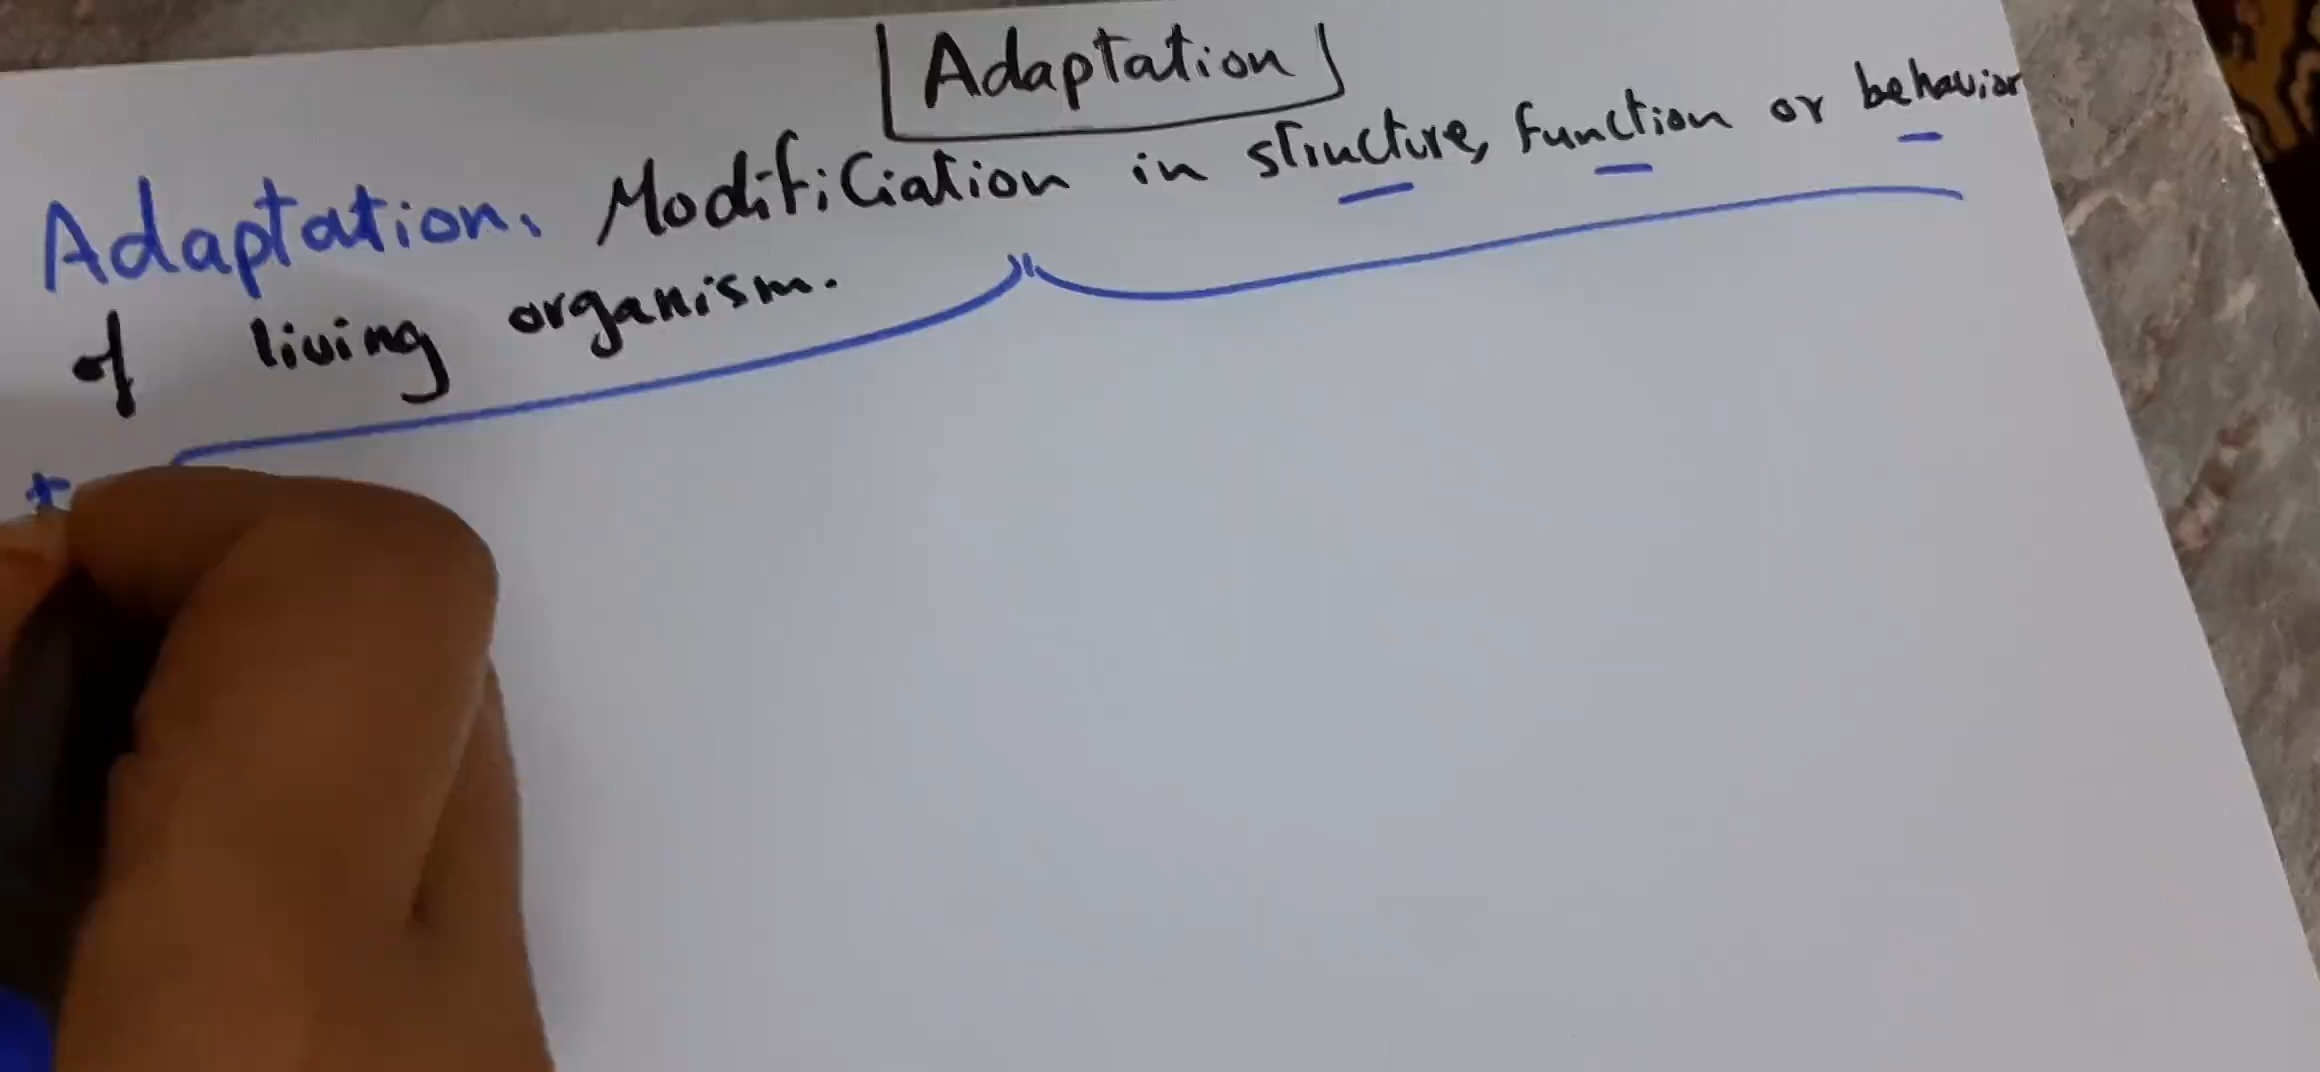 Adaptation
Adaptation. Modificiation in structure, function or behavior
of living organism.